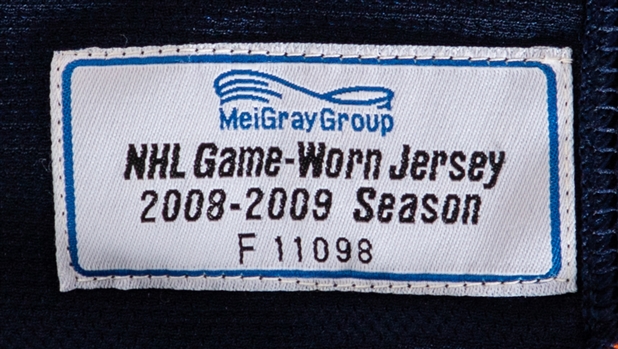 MeiGrayGroup
NHL Game-Worn Jersey
2008-2009 Season
F 11098